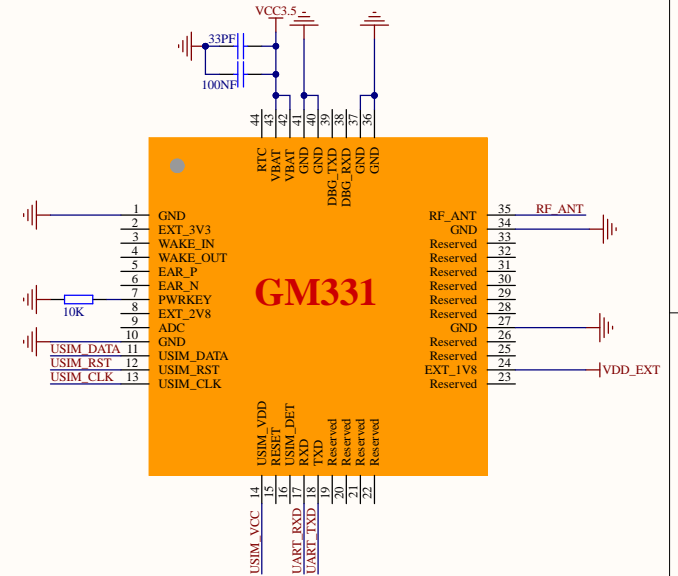 VCC3.5
33PF
100NF
44
43
42
41
40
39
38
37
36
RTC
VBAT
VBAT
GND
GND
DBG_TXD
DBG_RXD
GND
GND
1 GND
2 EXT_3V3
3 WAKE_IN
4 WAKE_OUT
5 EAR_P
6 EAR_N
7 PWRKEY
10K
8 EXT_2V8
9 ADC
10 GND
USIM_DATA 11 USIM_DATA
USIM_RST 12 USIM_RST
USIM_CLK 13 USIM_CLK
GM331
RF_ANT 35 RF_ANT
GND 34
Reserved 33
Reserved 32
Reserved 31
Reserved 30
Reserved 29
Reserved 28
GND 27
Reserved 26
Reserved 25
EXT_1V8 24 VDD_EXT
Reserved 23
USIM_VDD
RESET
USIM_DET
RXD
TXD
Reserved
Reserved
Reserved
Reserved
14
15
16
17
18
19
20
21
22
USIM_VCC
UART_RXD
UART_TXD